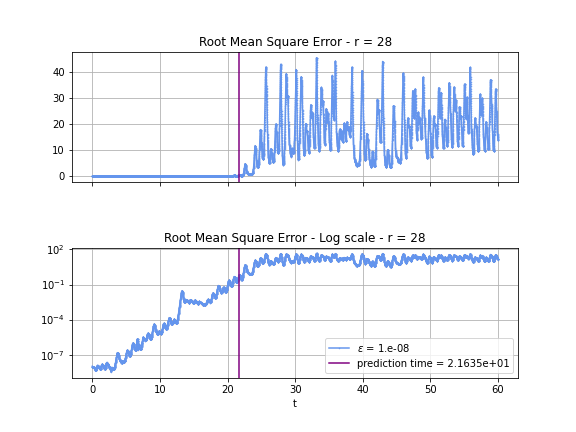 Root Mean Square Error - r = 28
40
30
20
10
0
Root Mean Square Error - Log scale - r = 28
10²
10⁻¹
10⁻⁴
10⁻⁷
ε = 1.e-08
prediction time = 2.1635e+01
0 10 20 30 40 50 60
t